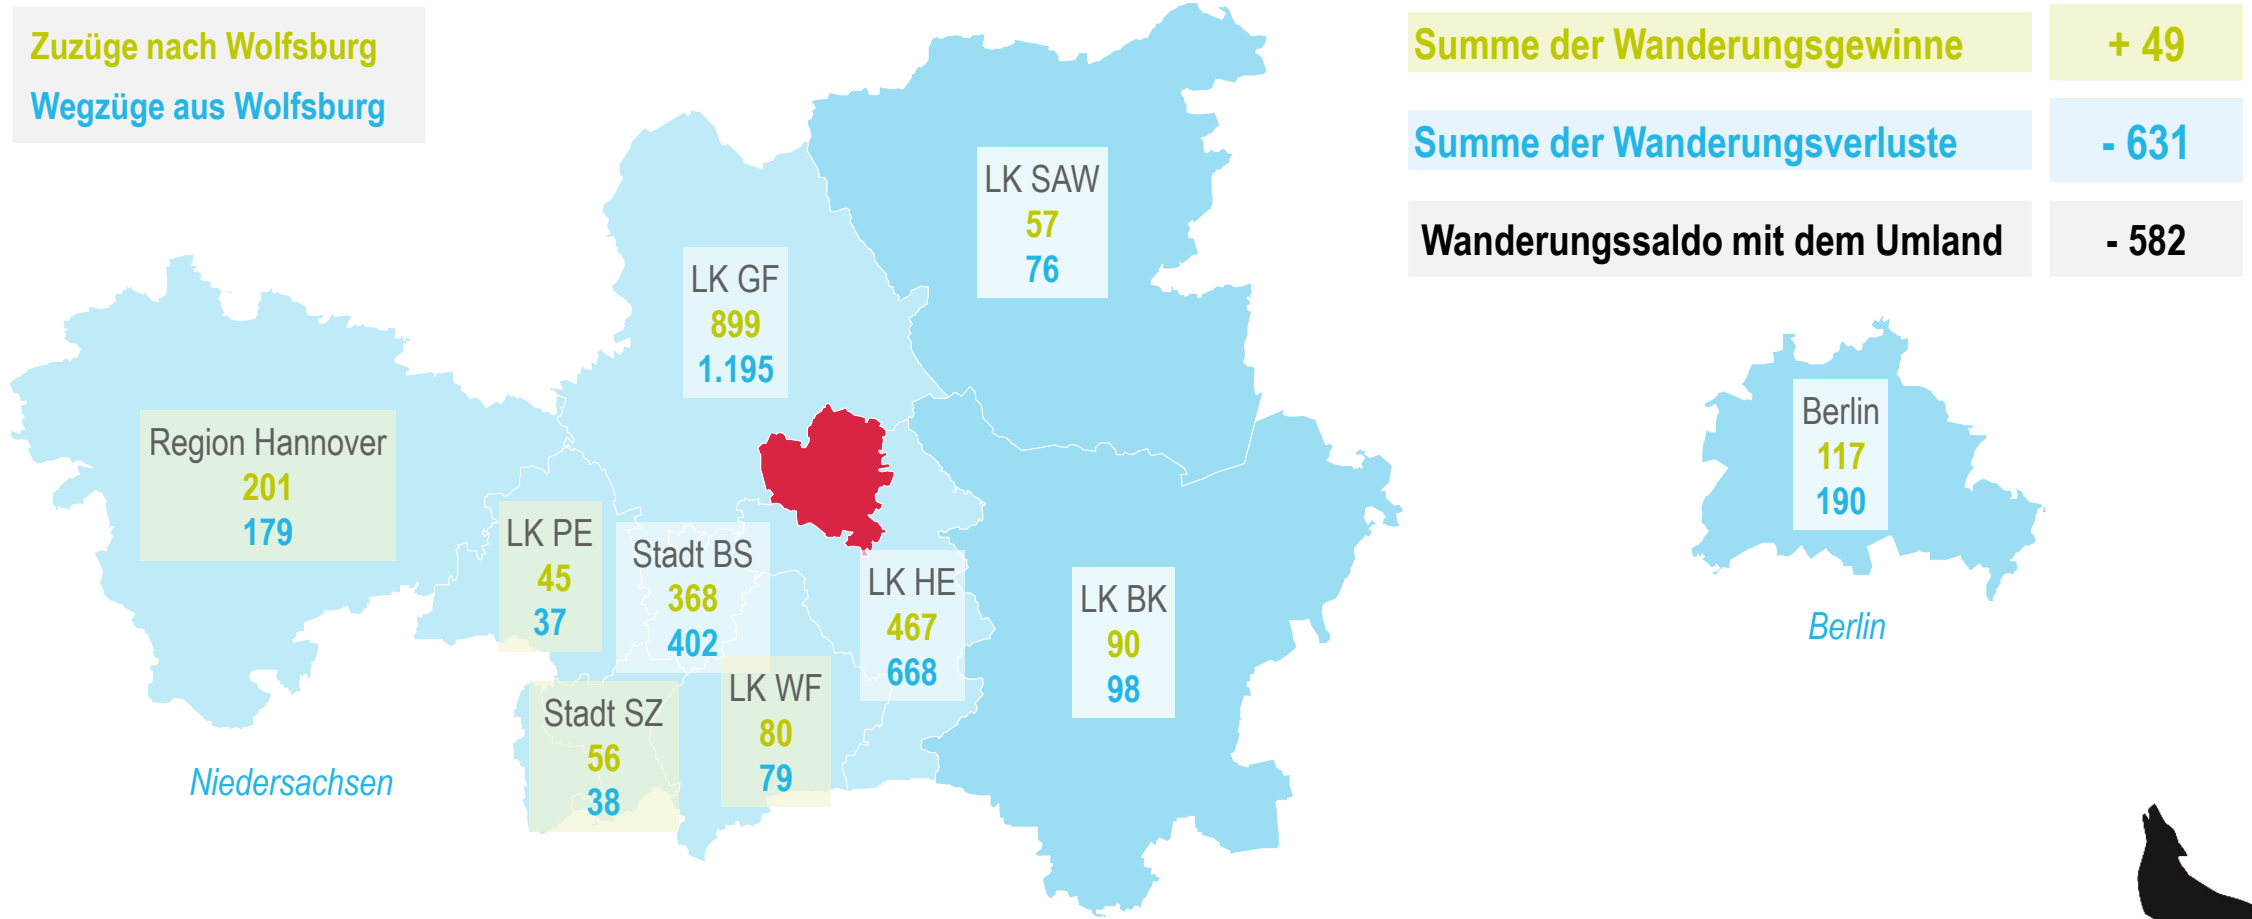 Zuzüge nach Wolfsburg
Wegzüge aus Wolfsburg
Summe der Wanderungsgewinne
+ 49
Summe der Wanderungsverluste
- 631
Wanderungssaldo mit dem Umland
- 582
LK SAW
57
76
LK GF
899
1.195
Region Hannover
201
179
LK PE
45
37
Stadt BS
368
402
LK HE
467
668
LK BK
90
98
Stadt SZ
56
38
LK WF
80
79
Berlin
117
190
Berlin
Niedersachsen